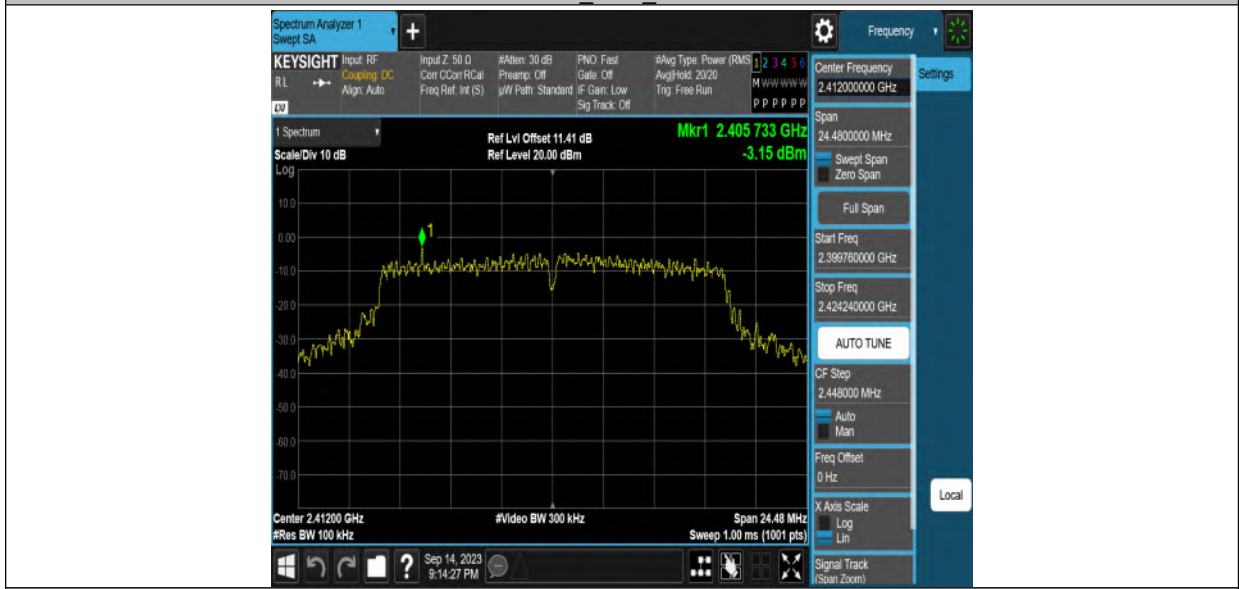 Spectrum Analyzer 1
Swept SA
+
Frequency
KEYSIGHT
RL
LXI
Input: RF
Coupling: DC
Align: Auto
Input Z: 50 Ω
Corr CCorr RCal
Freq Ref: Int (S)
#Atten: 30 dB
Preamp: Off
µW Path: Standard
PNO: Fast
Gate: Off
IF Gain: Low
Sig Track: Off
#Avg Type: Power (RMS
Avg|Hold: 20/20
Trig: Free Run
1 2 3 4 5 6
M W W W W W
P P P P P P
1 Spectrum
Scale/Div 10 dB
Ref Lvl Offset 11.41 dB
Ref Level 20.00 dBm
Mkr1 2.405 733 GHz
-3.15 dBm
Log
10.0
0.00
-10.0
-20.0
-30.0
-40.0
-50.0
-60.0
-70.0
1
Center 2.41200 GHz
#Res BW 100 kHz
#Video BW 300 kHz
Span 24.48 MHz
Sweep 1.00 ms (1001 pts)
?
Sep 14, 2023
9:14:27 PM
Center Frequency
2.412000000 GHz
Span
24.4800000 MHz
Swept Span
Zero Span
Full Span
Start Freq
2.399760000 GHz
Stop Freq
2.424240000 GHz
AUTO TUNE
CF Step
2.448000 MHz
Auto
Man
Freq Offset
0 Hz
X Axis Scale
Log
Lin
Signal Track
(Span Zoom)
Settings
Local